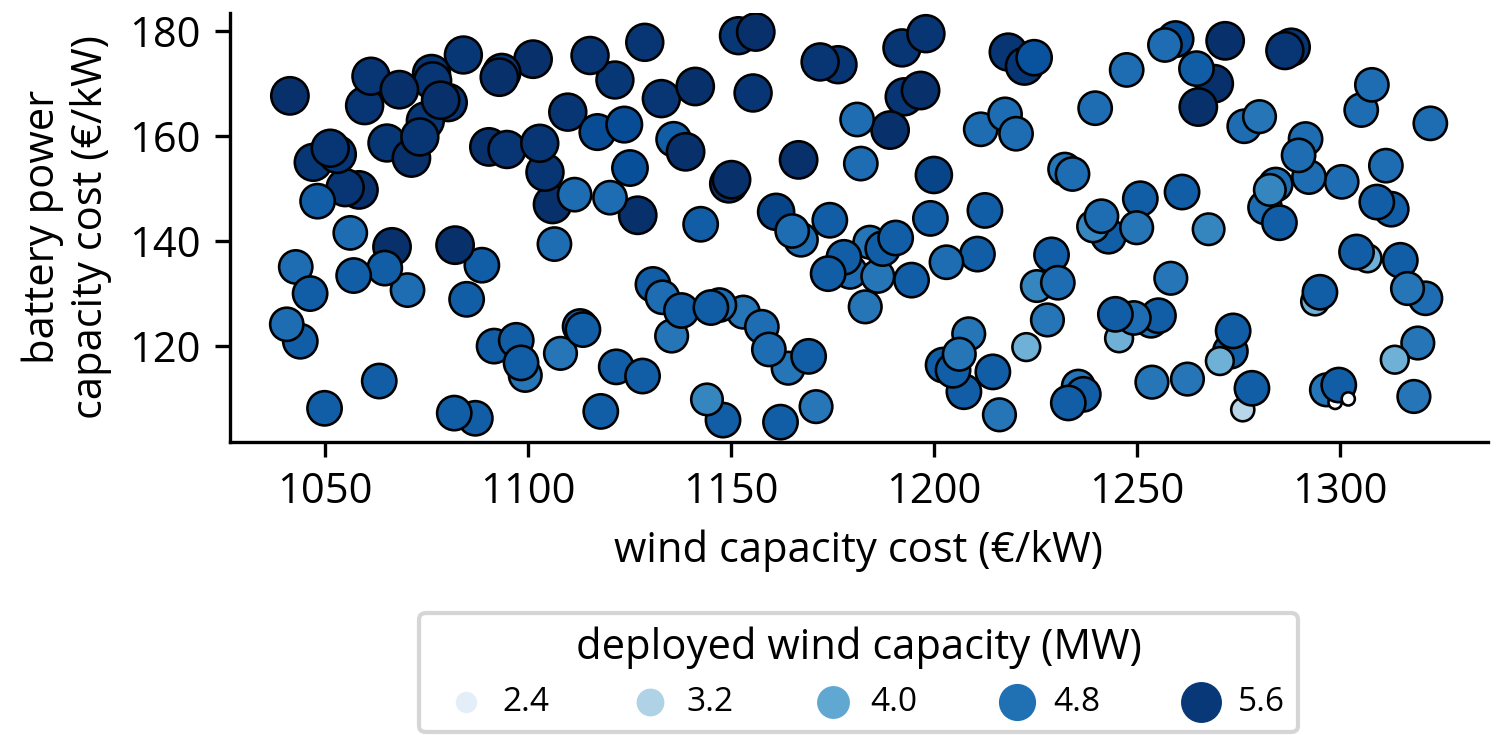 battery power
capacity cost (€/kW)
180
160
140
120
1050 1100 1150 1200 1250 1300
wind capacity cost (€/kW)
deployed wind capacity (MW)
2.4 3.2 4.0 4.8 5.6